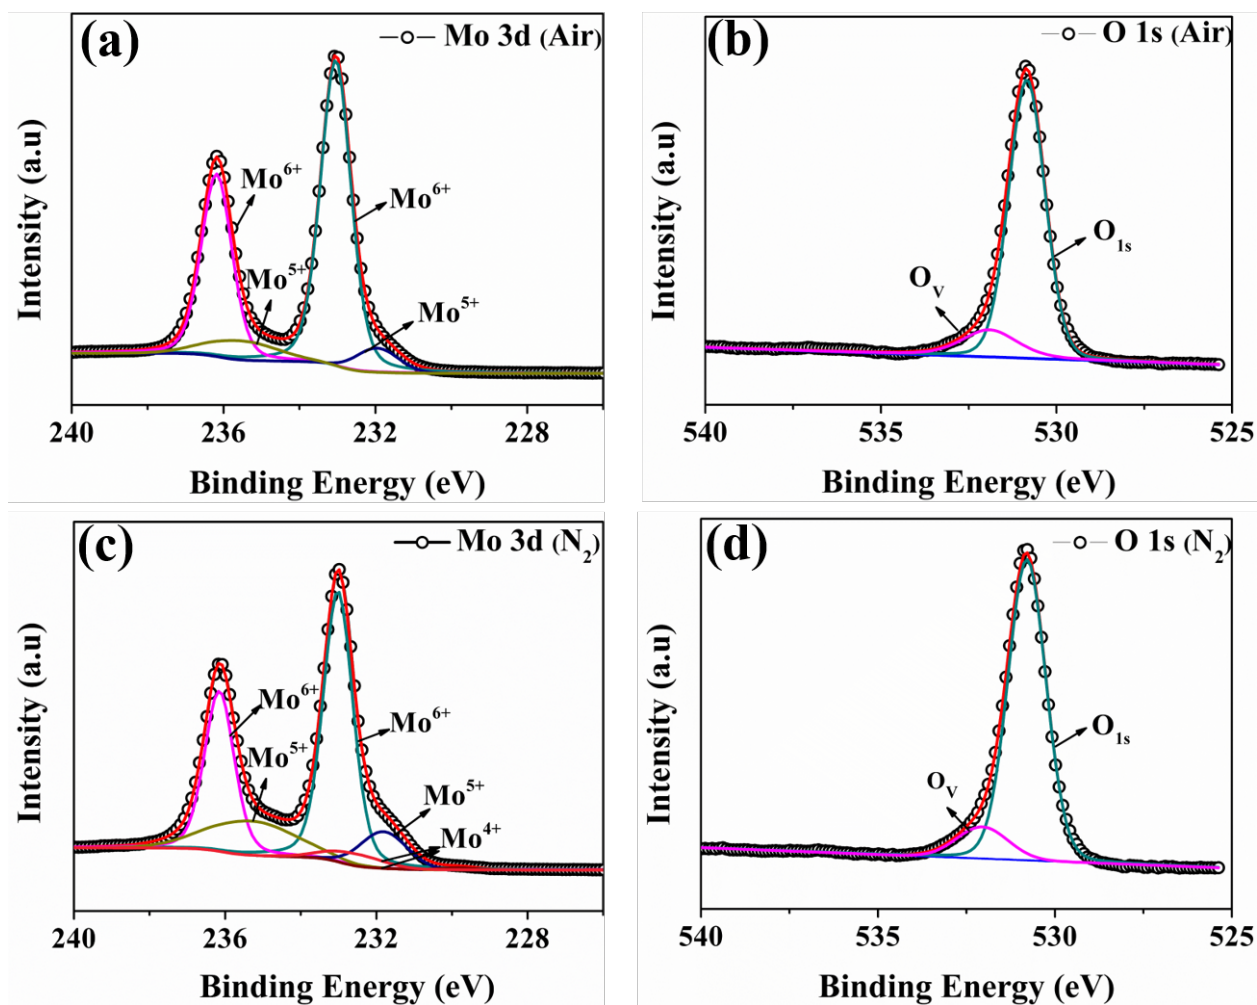 (a)
Mo 3d (Air)
Mo⁶⁺
Mo⁶⁺
Mo⁵⁺
Mo⁵⁺
Intensity (a.u)
240
236
232
228
Binding Energy (eV)
(b)
O 1s (Air)
O₁ₛ
Oᵥ
Intensity (a.u)
540
535
530
525
Binding Energy (eV)
(c)
Mo 3d (N₂)
Mo⁶⁺
Mo⁶⁺
Mo⁵⁺
Mo⁵⁺
Mo⁴⁺
Intensity (a.u)
240
236
232
228
Binding Energy (eV)
(d)
O 1s (N₂)
O₁ₛ
Oᵥ
Intensity (a.u)
540
535
530
525
Binding Energy (eV)